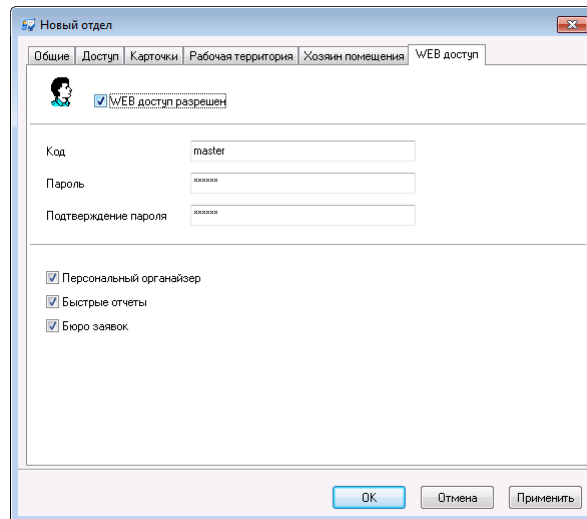 Новый отдел
Общие Доступ Карточки Рабочая территория Хозяин помещения WEB доступ
WEB доступ разрешен
Код master
Пароль ××××××
Подтверждение пароля ××××××
Персональный органайзер
Быстрые отчеты
Бюро заявок
OK Отмена Применить